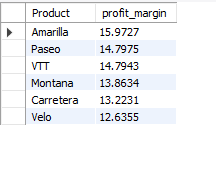 Product profit_margin
Amarilla 15.9727
Paseo 14.7975
VTT 14.7943
Montana 13.8634
Carretera 13.2231
Velo 12.6355